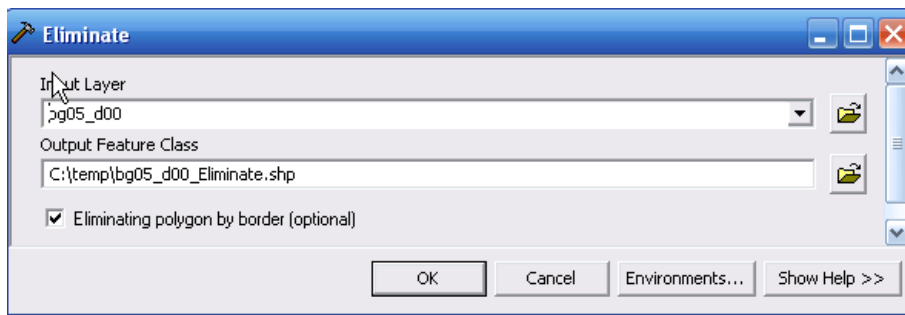 Eliminate
Input Layer
bg05_d00
Output Feature Class
C:\temp\bg05_d00_Eliminate.shp
Eliminating polygon by border (optional)
OK Cancel Environments... Show Help >>